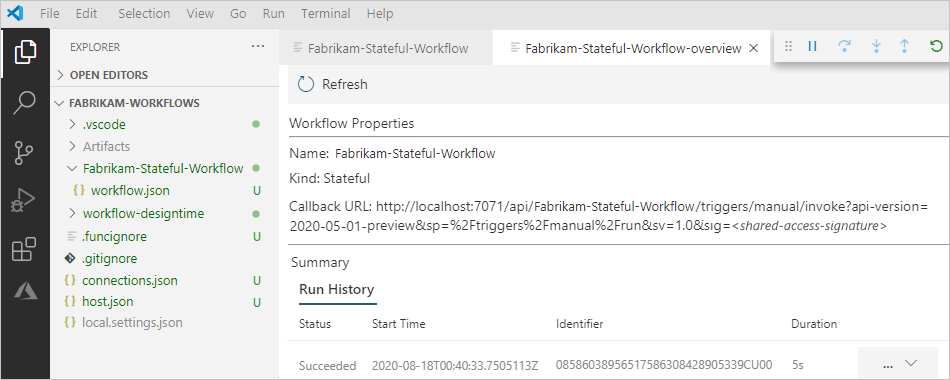 File Edit Selection View Go Run Terminal Help
EXPLORER ...
OPEN EDITORS
FABRIKAM-WORKFLOWS
.vscode
Artifacts
Fabrikam-Stateful-Workflow
{} workflow.json U
workflow-designtime
.funcignore U
.gitignore
{} connections.json U
{} host.json U
{} local.settings.json
Fabrikam-Stateful-Workflow Fabrikam-Stateful-Workflow-overview
Refresh
Workflow Properties
Name: Fabrikam-Stateful-Workflow
Kind: Stateful
Callback URL: http://localhost:7071/api/Fabrikam-Stateful-Workflow/triggers/manual/invoke?api-version=
2020-05-01-preview&sp=%2Ftriggers%2Fmanual%2Frun&sv=1.0&sig=<shared-access-signature>
Summary
Run History
Status Start Time Identifier Duration
Succeeded 2020-08-18T00:40:33.7505113Z 08586038956517586308428905339CU00 5s ...